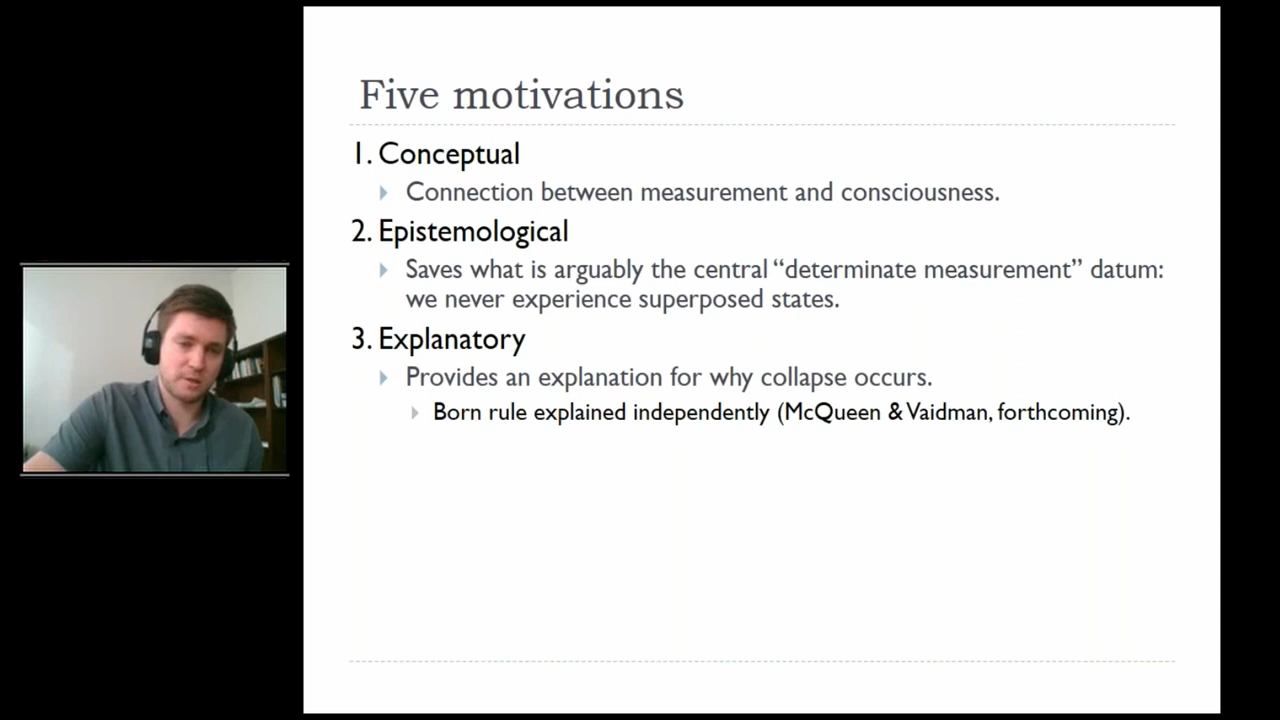 Five motivations
1. Conceptual
Connection between measurement and consciousness.
2. Epistemological
Saves what is arguably the central “determinate measurement” datum:
we never experience superposed states.
3. Explanatory
Provides an explanation for why collapse occurs.
Born rule explained independently (McQueen & Vaidman, forthcoming).